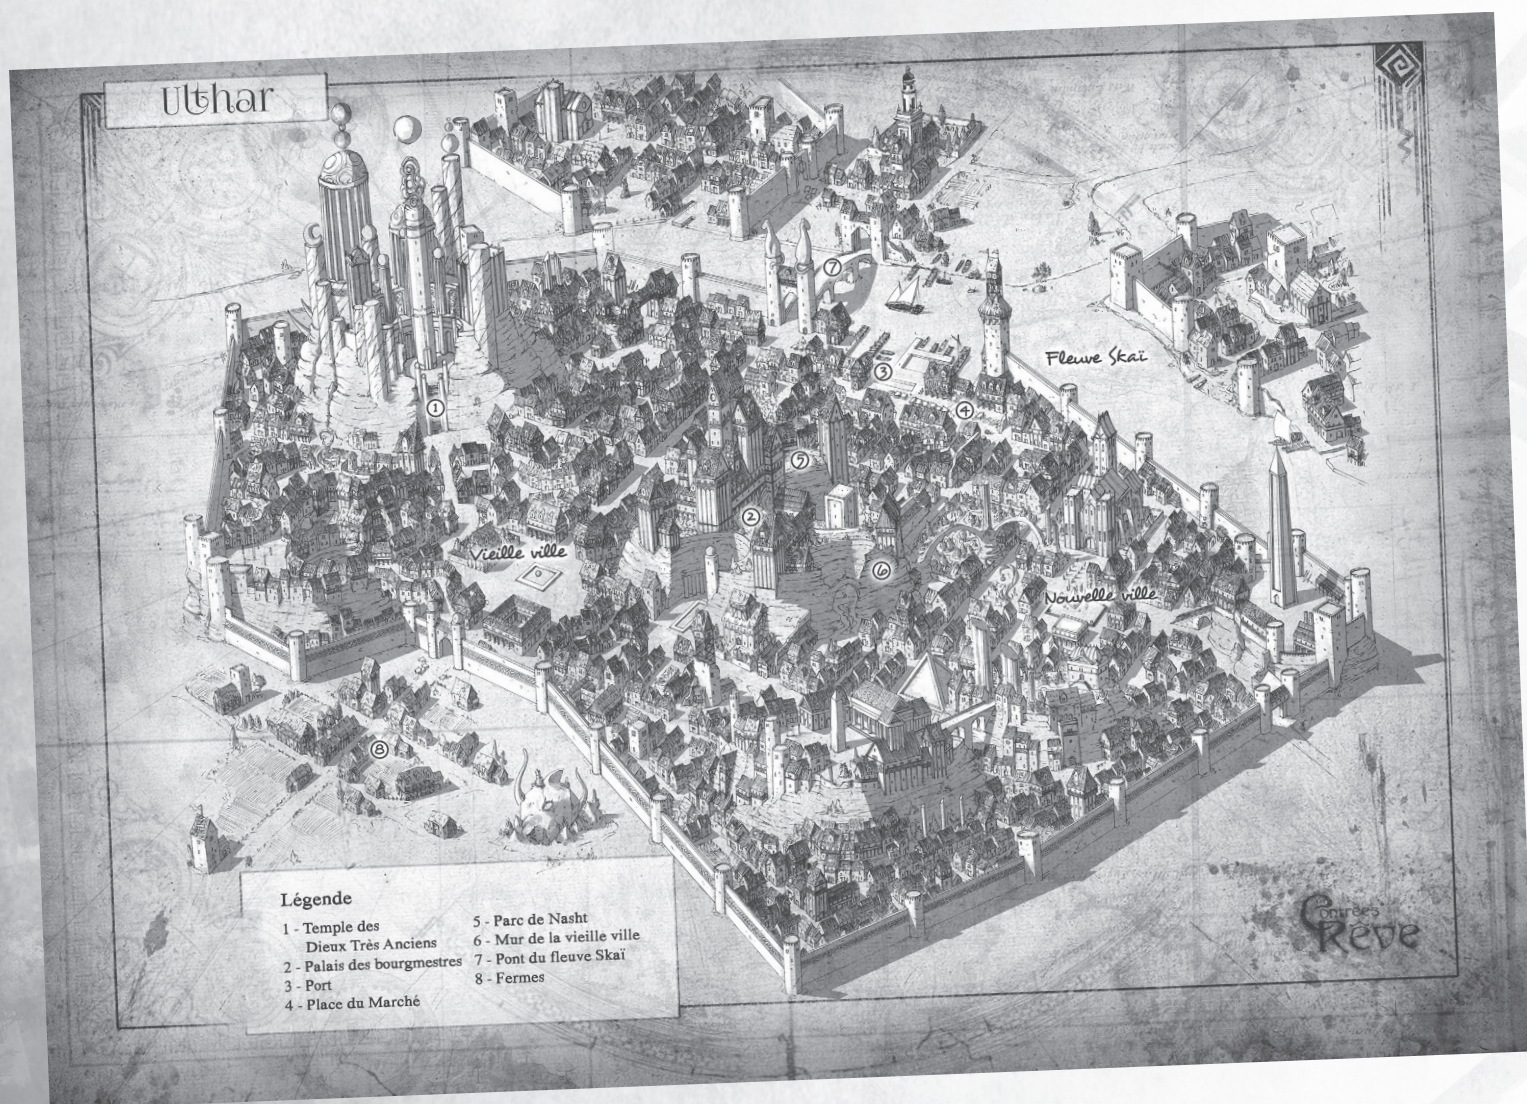 Ulthar
7
3
Fleuve Skaï
4
1
5
2
Vieille ville
6
Nouvelle ville
8
Légende
1 - Temple des
Dieux Très Anciens
2 - Palais des bourgmestres
3 - Port
4 - Place du Marché
5 - Parc de Nasht
6 - Mur de la vieille ville
7 - Pont du fleuve Skaï
8 - Fermes
Contrées
Rêve